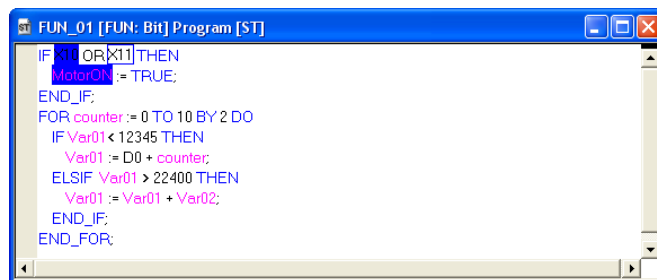 ST FUN_01 [FUN: Bit] Program [ST]
IF X10 OR X11 THEN
MotorON := TRUE;
END_IF;
FOR counter := 0 TO 10 BY 2 DO
IF Var01 < 12345 THEN
Var01 := D0 + counter;
ELSIF Var01 > 22400 THEN
Var01 := Var01 + Var02;
END_IF;
END_FOR;